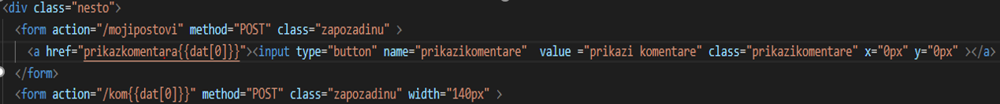 <div class="nesto">
<form action="/mojipostovi" method="POST" class="zapozadinu" >
<a href="prikazkomentara{{dat[0]}}"><input type="button" name="prikazikomentare"  value ="prikazi komentare" class="prikazikomentare" x="0px" y="0px" ></a>
</form>
<form action="/kom{{dat[0]}}" method="POST" class="zapozadinu" width="140px" >